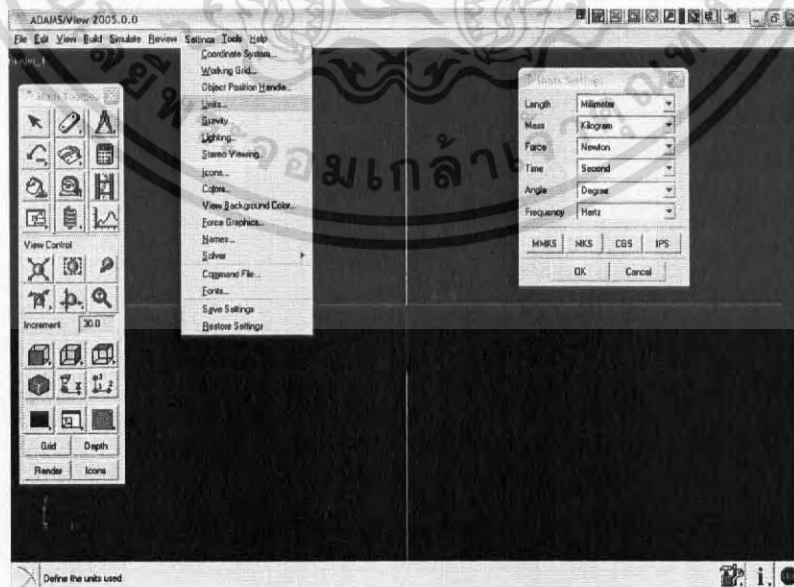 ADAMS/View 2005.0.0
File Edit View Build Simulate Review Settings Tools Help
Coordinate System...
Working Grid...
Object Position Handle...
Units...
Gravity...
Lighting...
Stereo Viewing...
Icons...
Colors...
View Background Color...
Force Graphics...
Names...
Solver
Command File...
Fonts...
Save Settings
Restore Settings
View Control
Increment 30.0
Grid Depth
Render Icons
Units Settings
Length Millimeter
Mass Kilogram
Force Newton
Time Second
Angle Degree
Frequency Hertz
MMKS MKS CGS IPS
OK Cancel
Define the units used